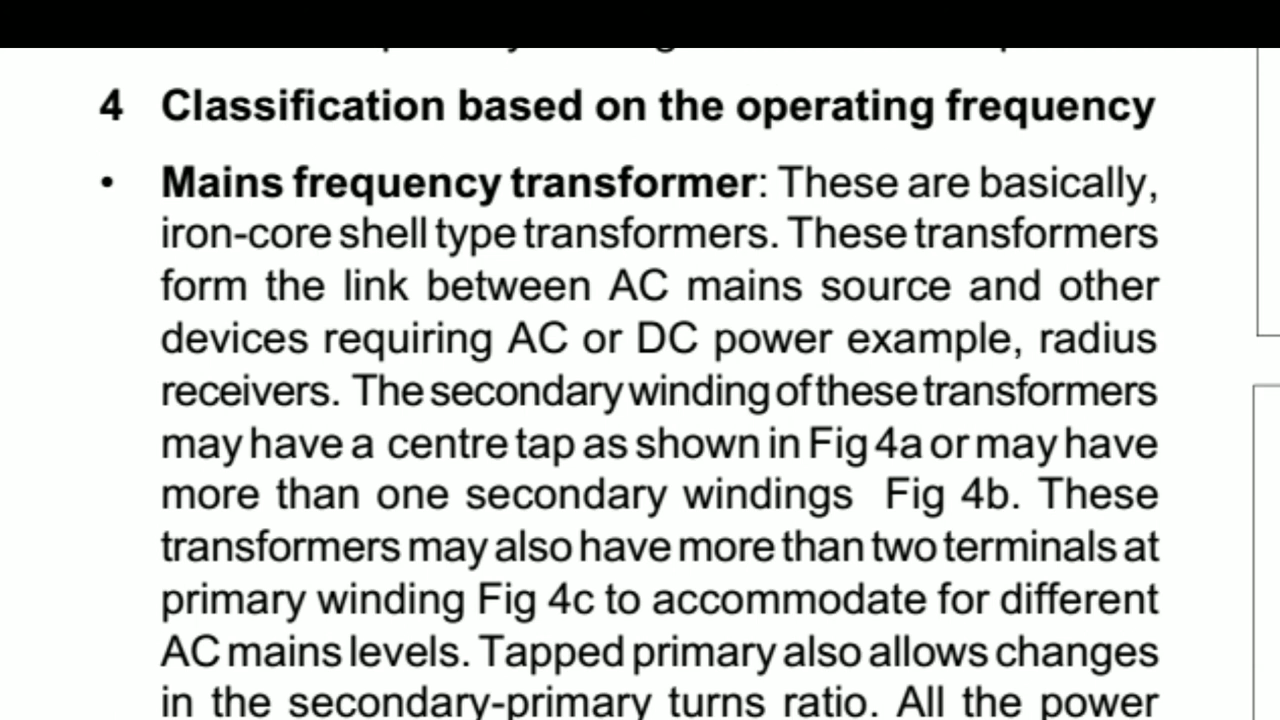 4 Classification based on the operating frequency
• Mains frequency transformer: These are basically,
iron-core shell type transformers. These transformers
form the link between AC mains source and other
devices requiring AC or DC power example, radius
receivers. The secondary winding of these transformers
may have a centre tap as shown in Fig 4a or may have
more than one secondary windings Fig 4b. These
transformers may also have more than two terminals at
primary winding Fig 4c to accommodate for different
AC mains levels. Tapped primary also allows changes
in the secondary-primary turns ratio. All the power